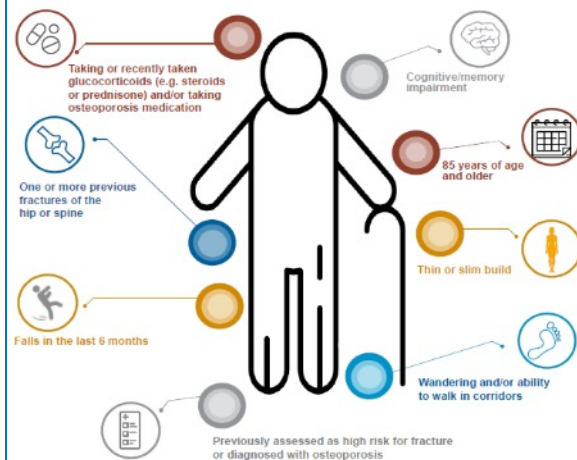 Taking or recently taken
glucocorticoids (e.g. steroids
or prednisone) and/or taking
osteoporosis medication
Cognitive/memory
impairment
One or more previous
fractures of the
hip or spine
85 years of age
and older
Thin or slim build
Falls in the last 6 months
Wandering and/or ability
to walk in corridors
Previously assessed as high risk for fracture
or diagnosed with osteoporosis